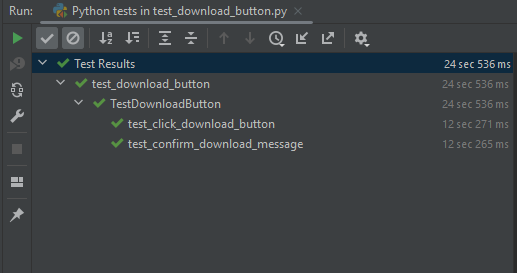 Run: Python tests in test_download_button.py
Test Results 24 sec 536 ms
test_download_button 24 sec 536 ms
TestDownloadButton 24 sec 536 ms
test_click_download_button 12 sec 271 ms
test_confirm_download_message 12 sec 265 ms